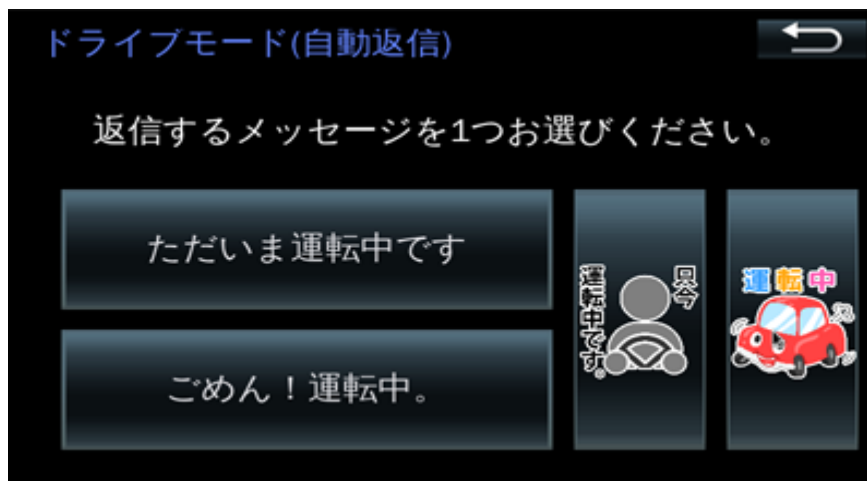 ドライブモード(自動返信)
返信するメッセージを1つお選びください。
ただいま運転中です
ごめん！運転中。
只今
運転中です。
運転中